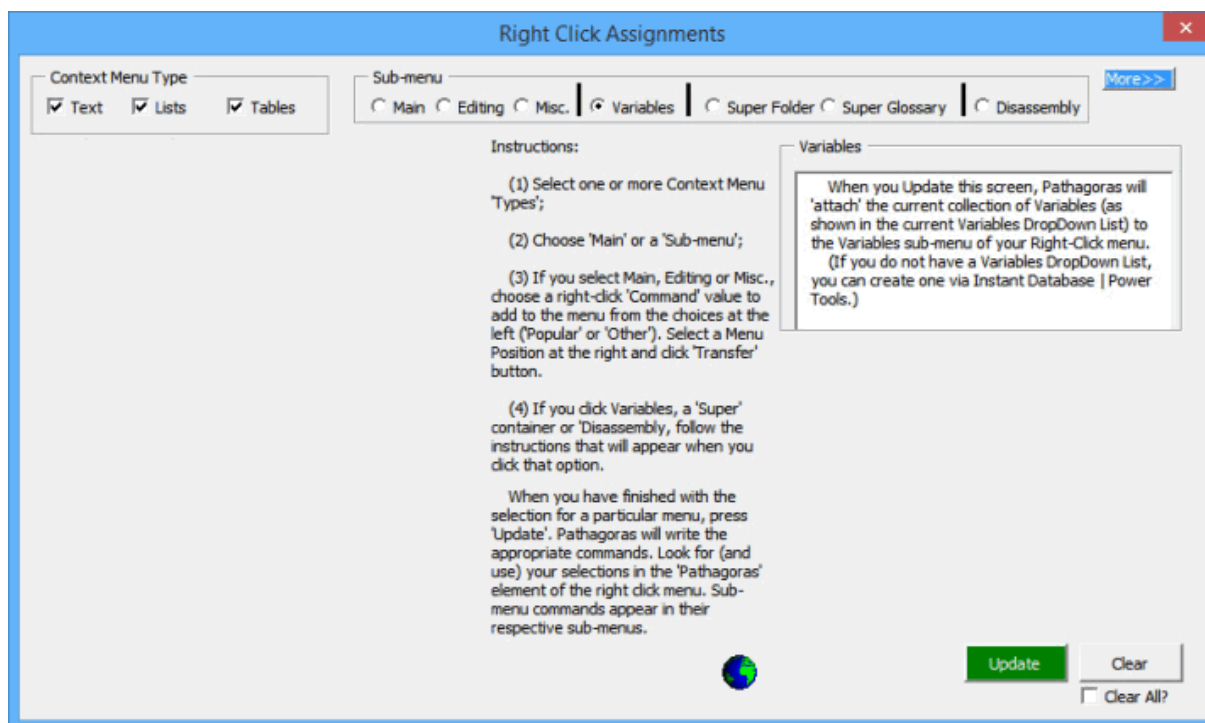 Right Click Assignments
Context Menu Type
Text Lists Tables
Sub-menu
Main Editing Misc. Variables Super Folder Super Glossary Disassembly
More>>
Instructions:
(1) Select one or more Context Menu
'Types';
(2) Choose 'Main' or a 'Sub-menu';
(3) If you select Main, Editing or Misc.,
choose a right-click 'Command' value to
add to the menu from the choices at the
left ('Popular' or 'Other'). Select a Menu
Position at the right and click 'Transfer'
button.
(4) If you click Variables, a 'Super'
container or 'Disassembly, follow the
instructions that will appear when you
click that option.
When you have finished with the
selection for a particular menu, press
'Update'. Pathagoras will write the
appropriate commands. Look for (and
use) your selections in the 'Pathagoras'
element of the right click menu. Sub-
menu commands appear in their
respective sub-menus.
Variables
When you Update this screen, Pathagoras will
'attach' the current collection of Variables (as
shown in the current Variables DropDown List) to
the Variables sub-menu of your Right-Click menu.
(If you do not have a Variables DropDown List,
you can create one via Instant Database | Power
Tools.)
Update
Clear
Clear All?